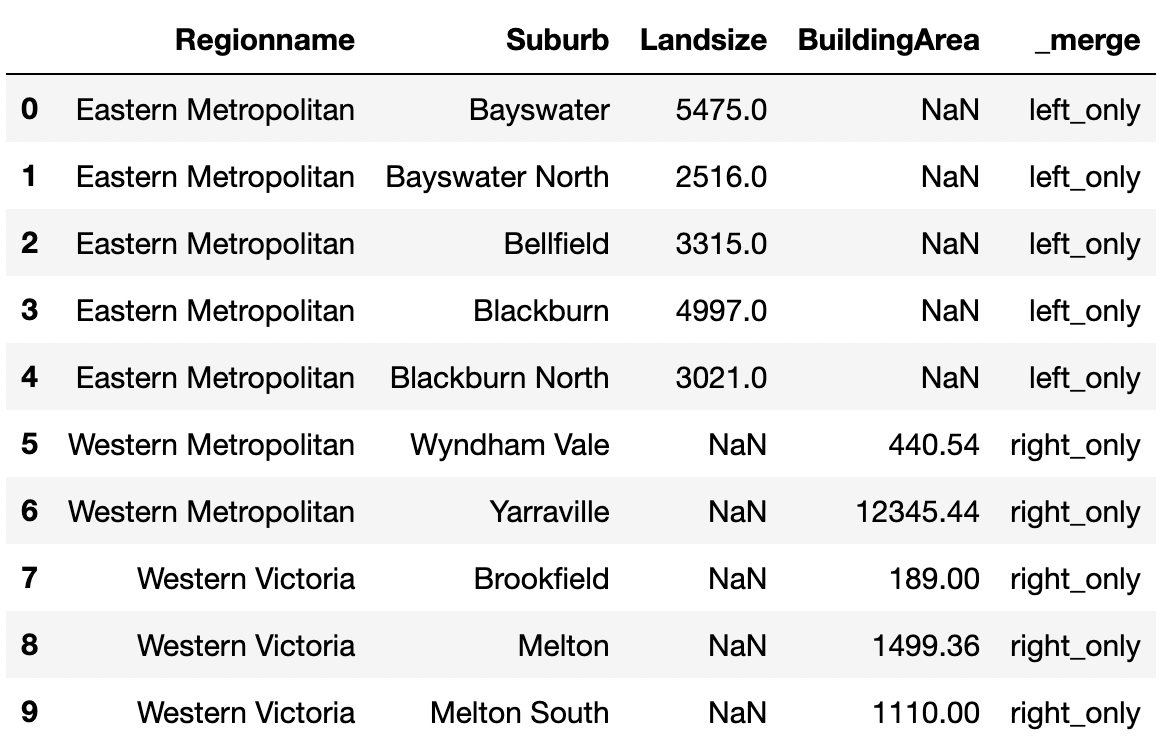 Regionname Suburb Landsize BuildingArea _merge
0 Eastern Metropolitan Bayswater 5475.0 NaN left_only
1 Eastern Metropolitan Bayswater North 2516.0 NaN left_only
2 Eastern Metropolitan Bellfield 3315.0 NaN left_only
3 Eastern Metropolitan Blackburn 4997.0 NaN left_only
4 Eastern Metropolitan Blackburn North 3021.0 NaN left_only
5 Western Metropolitan Wyndham Vale NaN 440.54 right_only
6 Western Metropolitan Yarraville NaN 12345.44 right_only
7 Western Victoria Brookfield NaN 189.00 right_only
8 Western Victoria Melton NaN 1499.36 right_only
9 Western Victoria Melton South NaN 1110.00 right_only